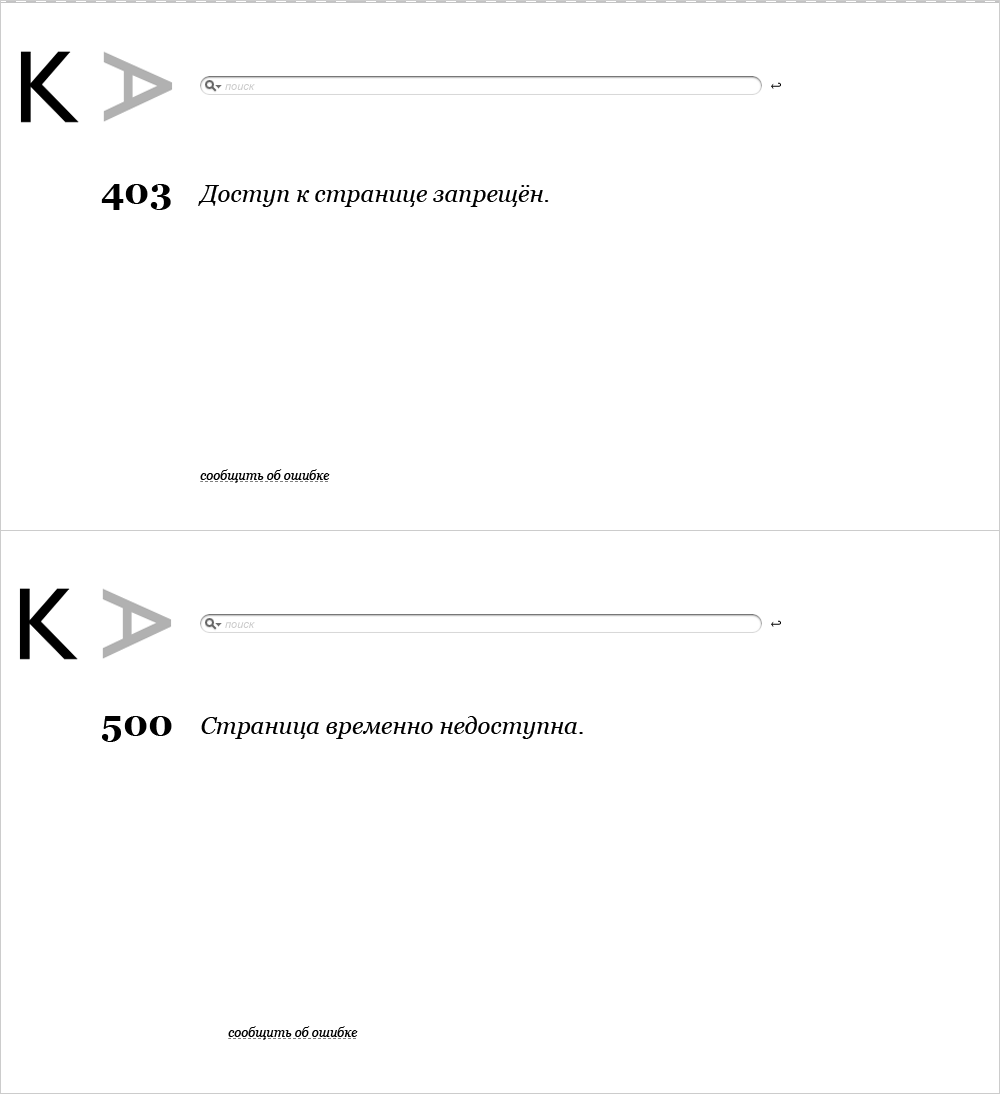 К А
поиск
403 Доступ к странице запрещён.
сообщить об ошибке
К А
поиск
500 Страница временно недоступна.
сообщить об ошибке